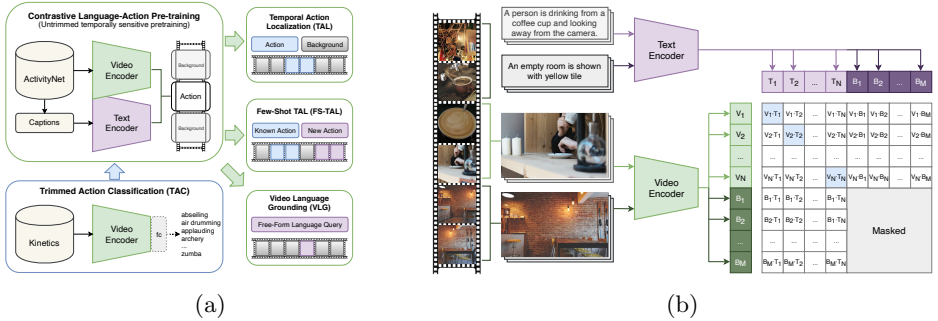 Contrastive Language-Action Pre-training
(Untrimmed temporally sensitive pretraining)
ActivityNet
Captions
Video
Encoder
Text
Encoder
Background
Action
Background
Trimmed Action Classification (TAC)
Kinetics
Video
Encoder
fc
abseiling
air drumming
applauding
archery
...
zumba
Temporal Action
Localization (TAL)
Action
Background
Few-Shot TAL (FS-TAL)
Known Action
New Action
Video Language
Grounding (VLG)
Free-Form Language Query
(a)
A person is drinking from a
coffee cup and looking
away from the camera.
An empty room is shown
with yellow tile
Text
Encoder
Video
Encoder
T1 T2 ... TN B1 B2 ... BM
V1 V1·T1 V1·T2 ... V1·TN V1·B1 V1·B2 ... V1·BM
V2 V2·T1 V2·T2 ... V2·TN V2·B1 V2·B2 ... V2·BM
... ... ... ... ... ... ... ... ...
VN VN·T1 VN·T2 ... VN·TN VN·B1 VN·BN ... VN·BM
B1 B1·T1 B1·T2 ... B1·TN
B2 B2·T1 B2·T2 ... B2·TN
Masked
... ... ... ... ...
BM BM·T1 BM·T2 ... BM·TN
(b)